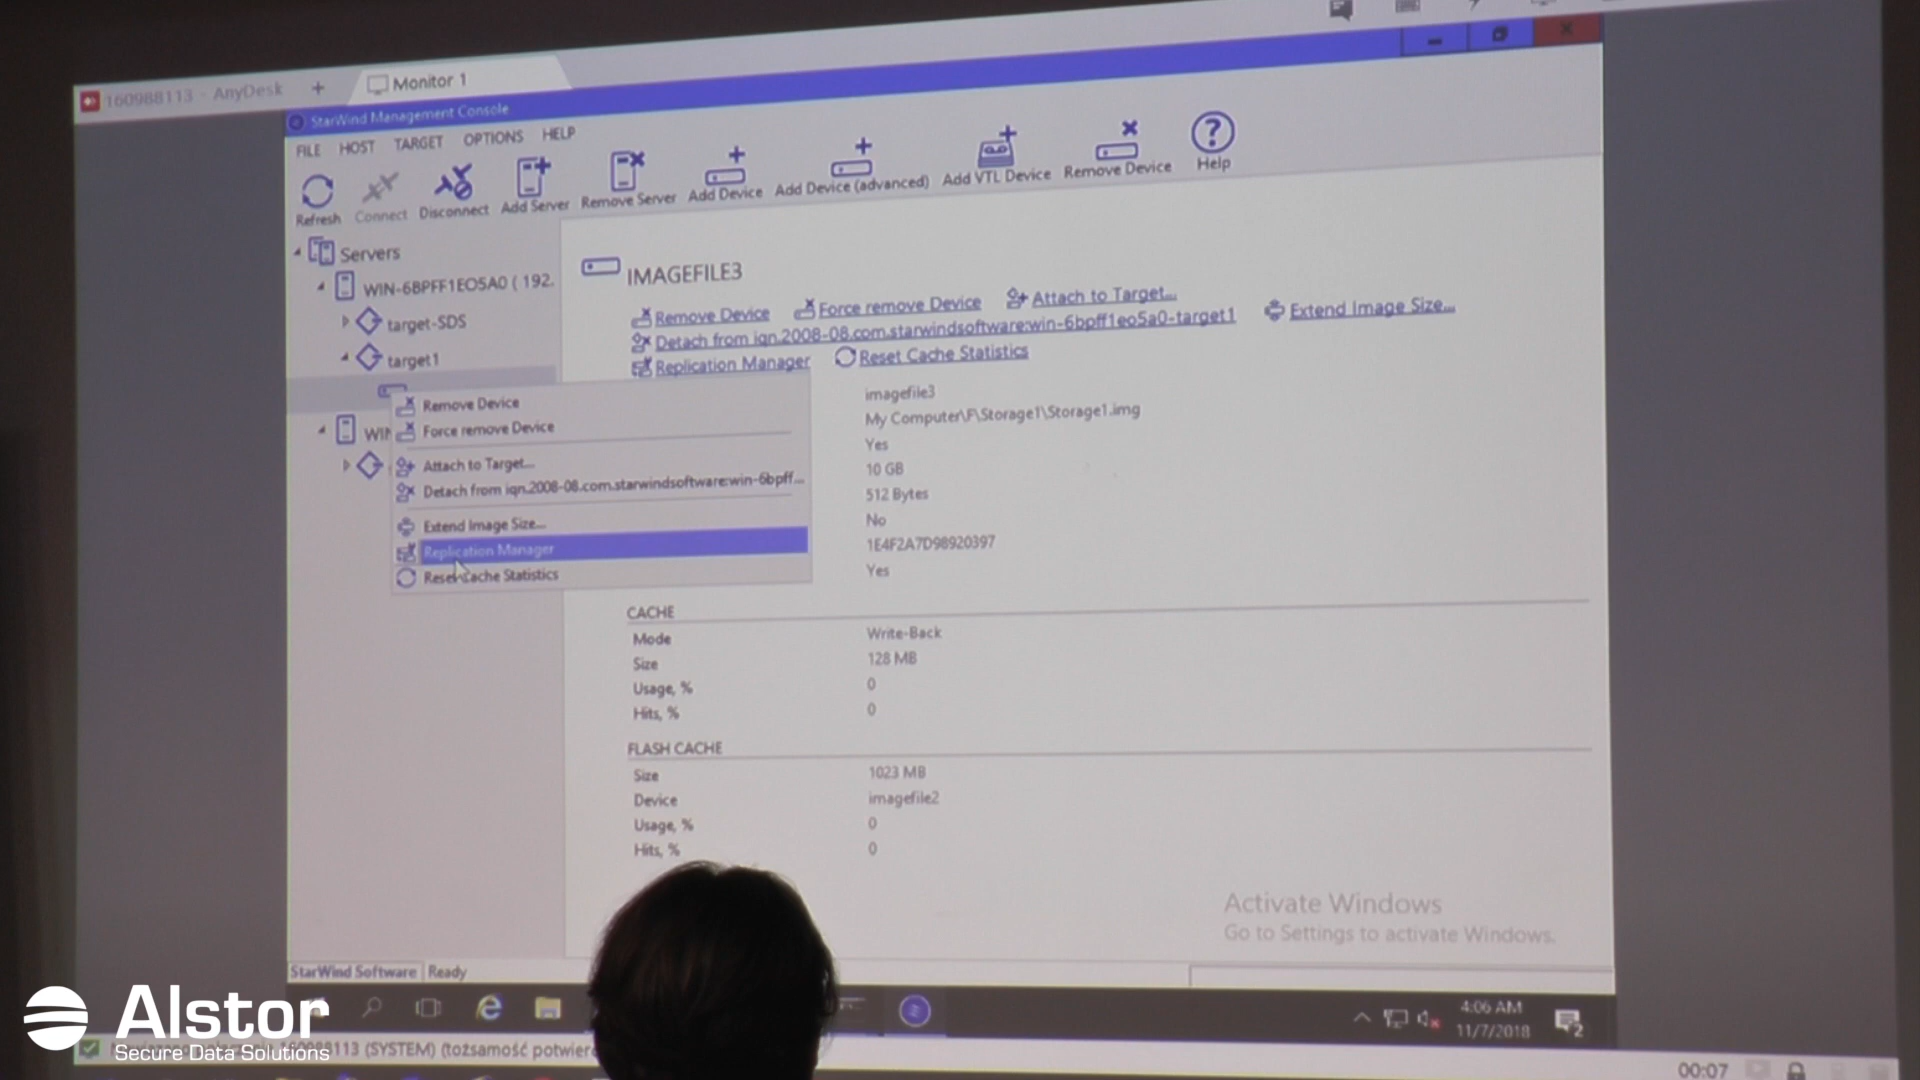 160988113 - AnyDesk
+
Monitor 1
StarWind Management Console
FILE HOST TARGET OPTIONS HELP
Refresh Connect Disconnect Add Server Remove Server Add Device Add Device (advanced) Add VTL Device Remove Device Help
Servers
WIN-6BPFF1EO5A0 ( 192.
target-SDS
target1
WIN
IMAGEFILE3
Remove Device Force remove Device Attach to Target...
Detach from iqn.2008-08.com.starwindsoftware:win-6bpff1eo5a0-target1 Extend Image Size...
Replication Manager Reset Cache Statistics
Remove Device
Force remove Device
Attach to Target...
Detach from iqn.2008-08.com.starwindsoftware:win-6bpff...
Extend Image Size...
Replication Manager
Reset Cache Statistics
imagefile3
My Computer\F\Storage1\Storage1.img
Yes
10 GB
512 Bytes
No
1E4F2A7D98920397
Yes
CACHE
Mode Write-Back
Size 128 MB
Usage, % 0
Hits, % 0
FLASH CACHE
Size 1023 MB
Device imagefile2
Usage, % 0
Hits, % 0
Activate Windows
Go to Settings to activate Windows.
StarWind Software Ready
4:06 AM
11/7/2018
2
113 (SYSTEM) (tożsamość potwier
00:07
Alstor
Secure Data Solutions